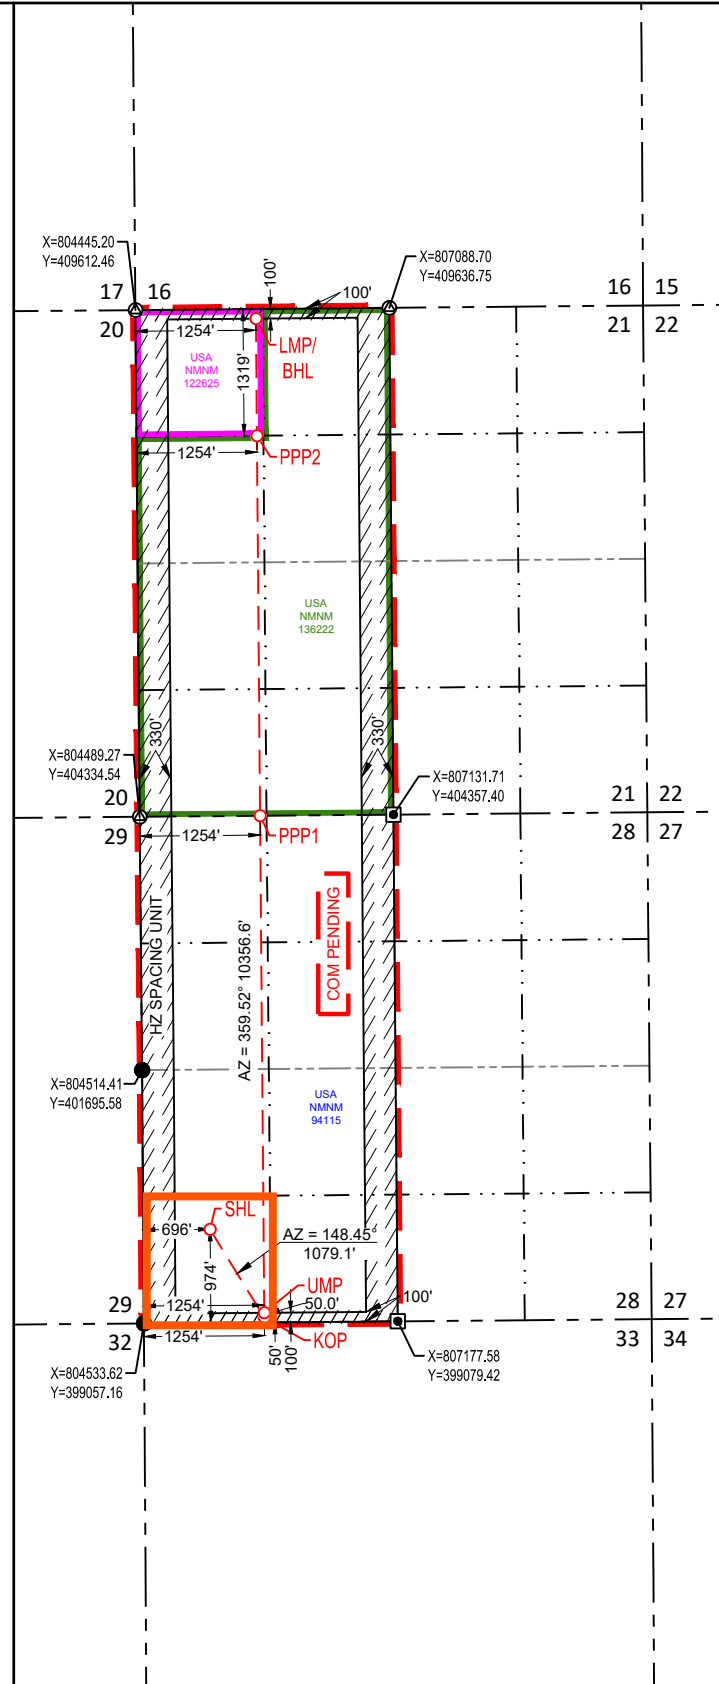 X=804445.20
Y=409612.46
X=807088.70
Y=409636.75
17 16
20
16 15
21 22
100'
100'
1254'
LMP/
BHL
USA
NMNM
122625
1319'
1254'
PPP2
USA
NMNM
136222
330'
330'
X=804489.27
Y=404334.54
X=807131.71
Y=404357.40
20
29
21 22
28 27
1254'
PPP1
COM PENDING
HZ SPACING UNIT
AZ = 359.52° 10356.6'
X=804514.41
Y=401695.58
USA
NMNM
94115
SHL
696'
AZ = 148.45°
1079.1'
974'
UMP
1254'
50.0'
100'
29
32
28 27
33 34
1254'
KOP
50'
100'
X=804533.62
Y=399057.16
X=807177.58
Y=399079.42